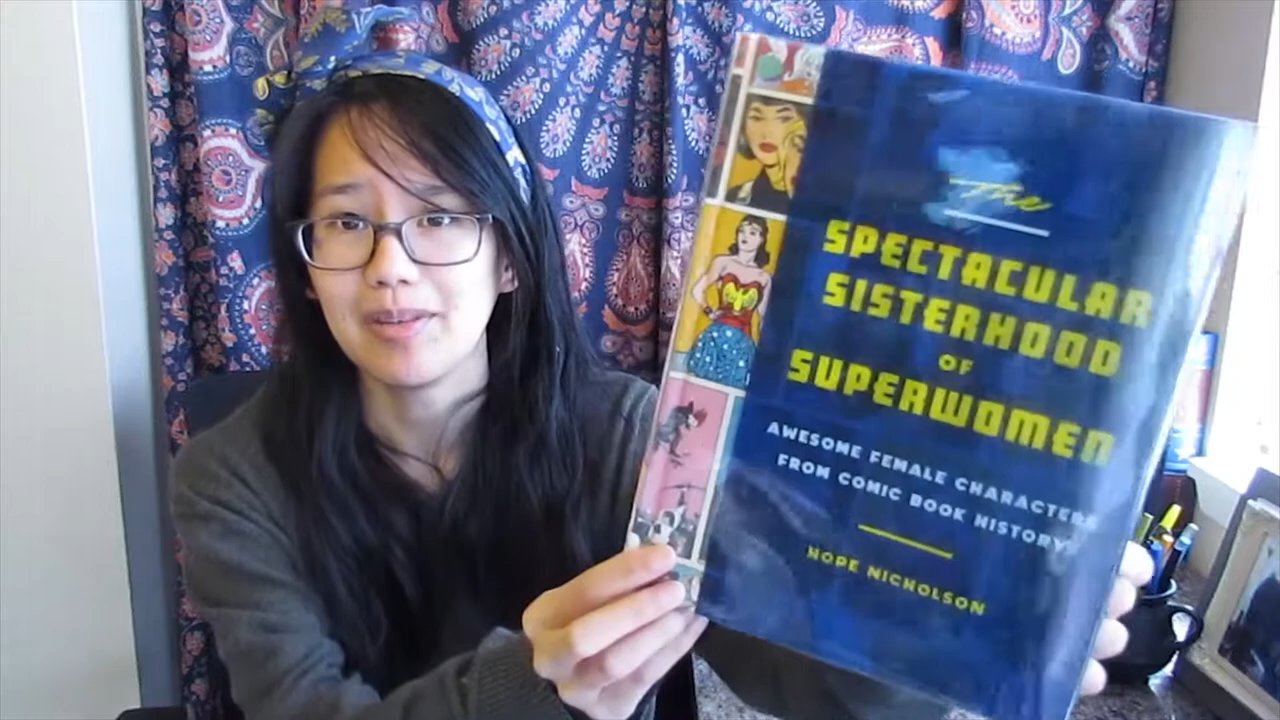 The
SPECTACULAR
SISTERHOOD
OF
SUPERWOMEN
AWESOME FEMALE CHARACTERS
FROM COMIC BOOK HISTORY
HOPE NICHOLSON